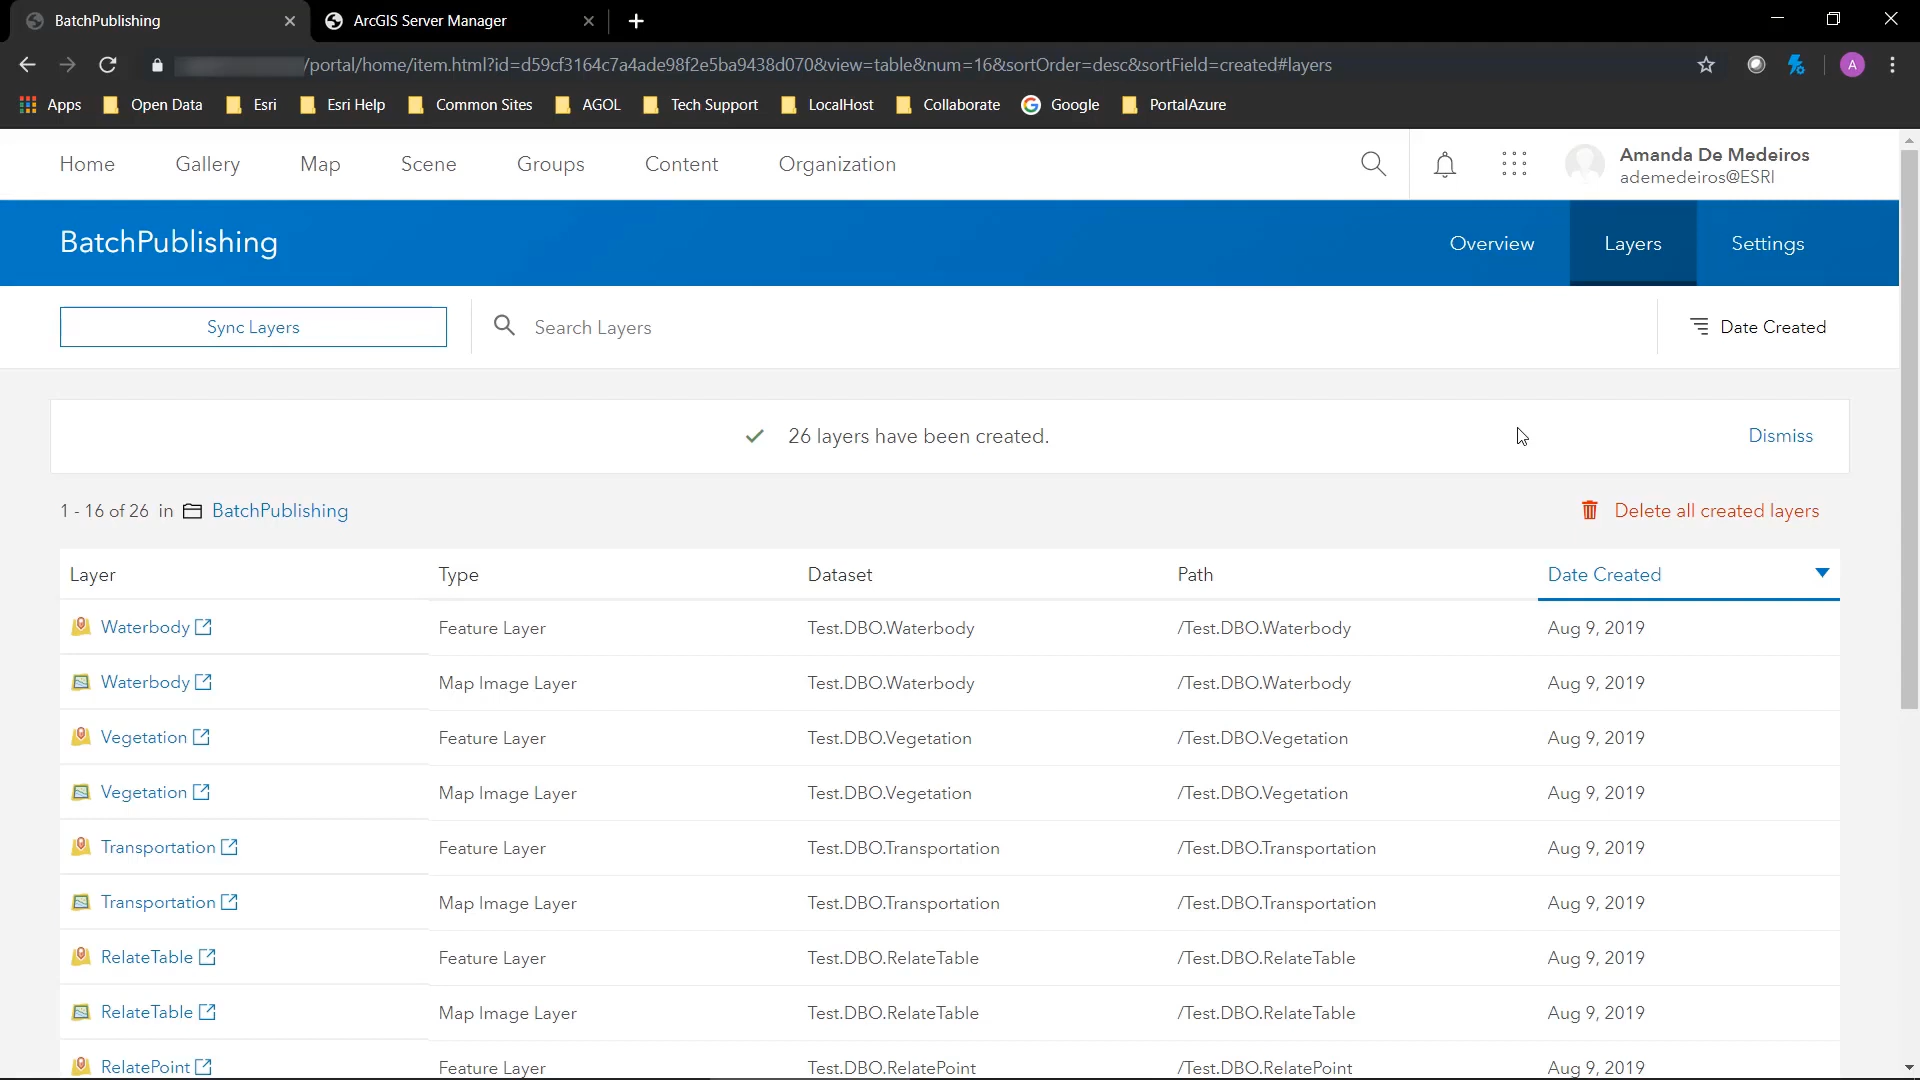 BatchPublishing
ArcGIS Server Manager
/portal/home/item.html?id=d59cf3164c7a4ade98f2e5ba9438d070&view=table&num=16&sortOrder=desc&sortField=created#layers
A
Apps Open Data Esri Esri Help Common Sites AGOL Tech Support LocalHost Collaborate Google PortalAzure
Home Gallery Map Scene Groups Content Organization
Amanda De Medeiros
ademedeiros@ESRI
BatchPublishing Overview Layers Settings
Sync Layers Search Layers Date Created
26 layers have been created. Dismiss
1 - 16 of 26 in BatchPublishing Delete all created layers
Layer Type Dataset Path Date Created
Waterbody Feature Layer Test.DBO.Waterbody /Test.DBO.Waterbody Aug 9, 2019
Waterbody Map Image Layer Test.DBO.Waterbody /Test.DBO.Waterbody Aug 9, 2019
Vegetation Feature Layer Test.DBO.Vegetation /Test.DBO.Vegetation Aug 9, 2019
Vegetation Map Image Layer Test.DBO.Vegetation /Test.DBO.Vegetation Aug 9, 2019
Transportation Feature Layer Test.DBO.Transportation /Test.DBO.Transportation Aug 9, 2019
Transportation Map Image Layer Test.DBO.Transportation /Test.DBO.Transportation Aug 9, 2019
RelateTable Feature Layer Test.DBO.RelateTable /Test.DBO.RelateTable Aug 9, 2019
RelateTable Map Image Layer Test.DBO.RelateTable /Test.DBO.RelateTable Aug 9, 2019
RelatePoint Feature Layer Test.DBO.RelatePoint /Test.DBO.RelatePoint Aug 9, 2019